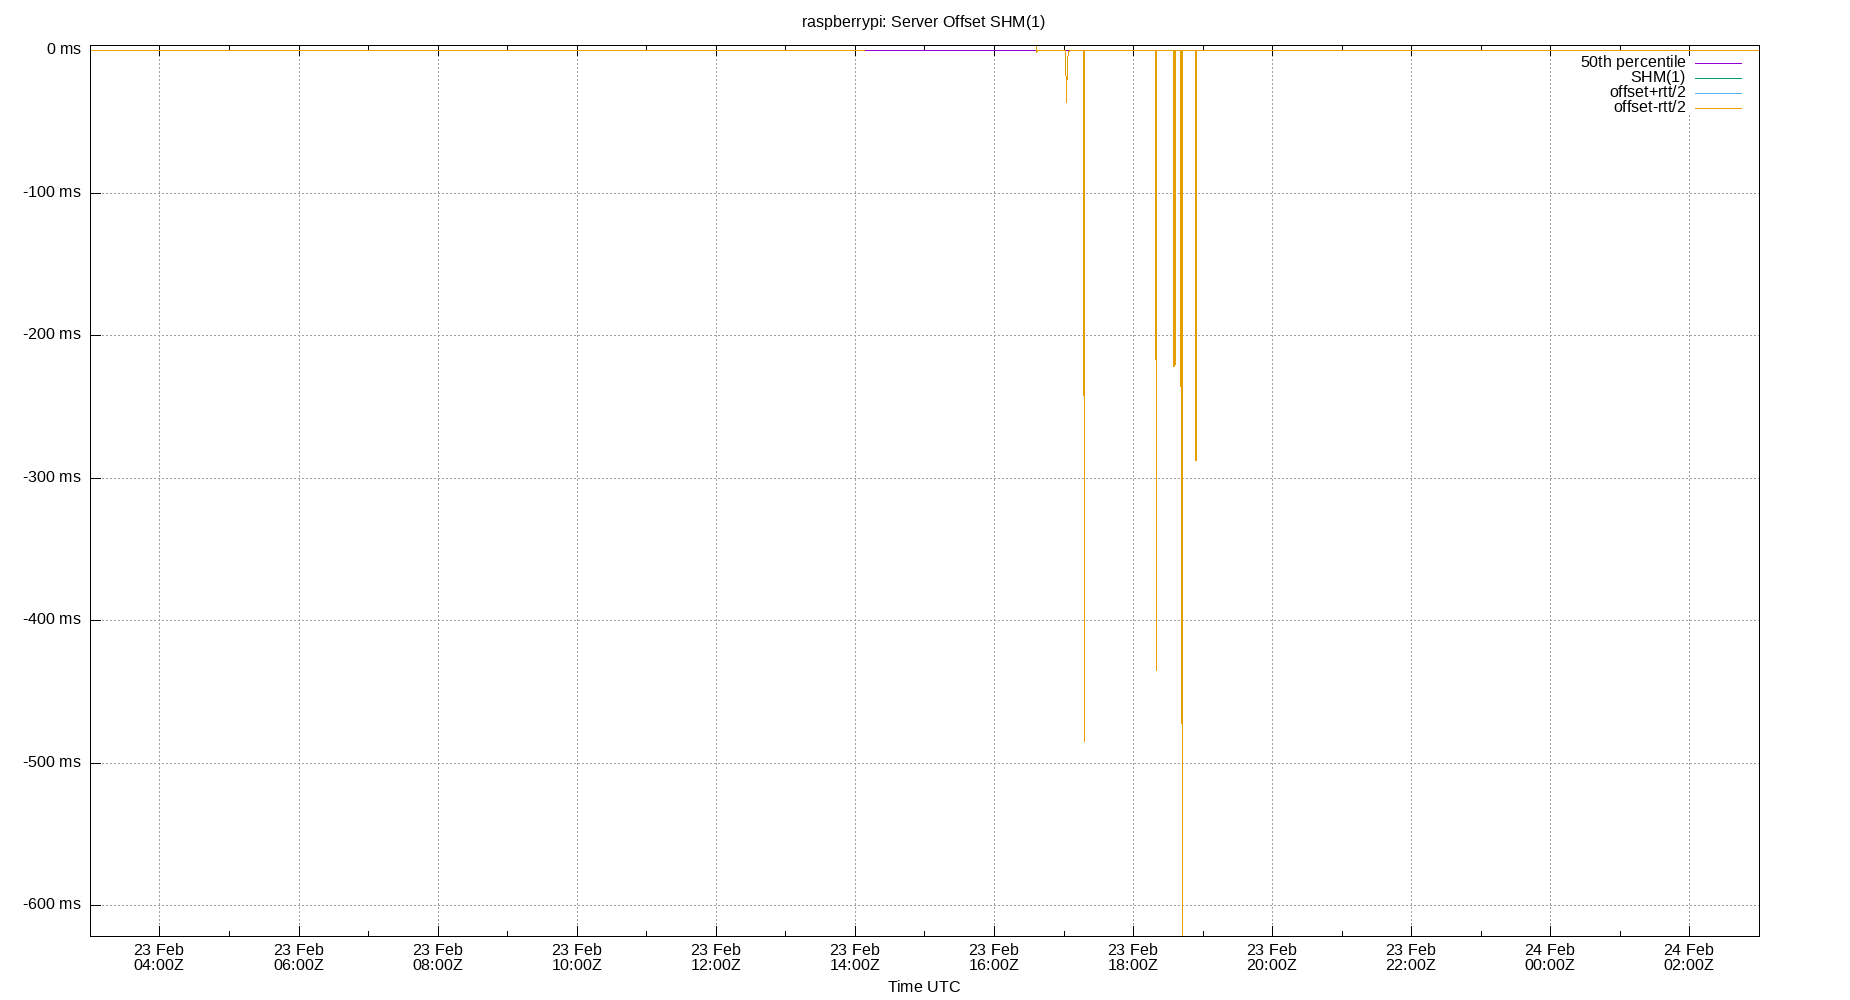 raspberrypi: Server Offset SHM(1)
0 ms
50th percentile
SHM(1)
offset+rtt/2
offset-rtt/2
-100 ms
-200 ms
-300 ms
-400 ms
-500 ms
-600 ms
23 Feb 23 Feb 23 Feb 23 Feb 23 Feb 23 Feb 23 Feb 23 Feb 23 Feb 23 Feb 24 Feb 24 Feb
04:00Z 06:00Z 08:00Z 10:00Z 12:00Z 14:00Z 16:00Z 18:00Z 20:00Z 22:00Z 00:00Z 02:00Z
Time UTC